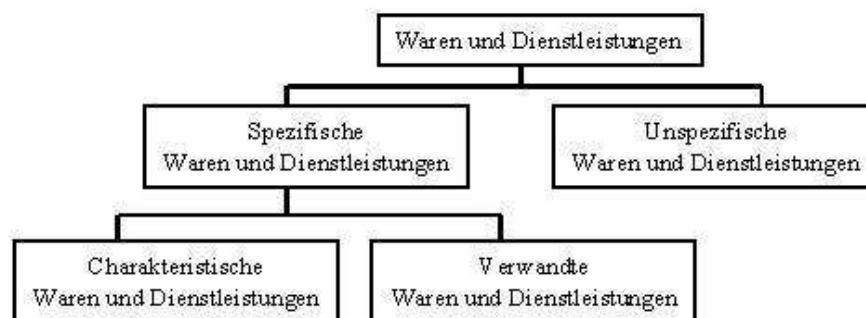 Waren und Dienstleistungen
Spezifische
Waren und Dienstleistungen
Unspezifische
Waren und Dienstleistungen
Charakteristische
Waren und Dienstleistungen
Verwandte
Waren und Dienstleistungen